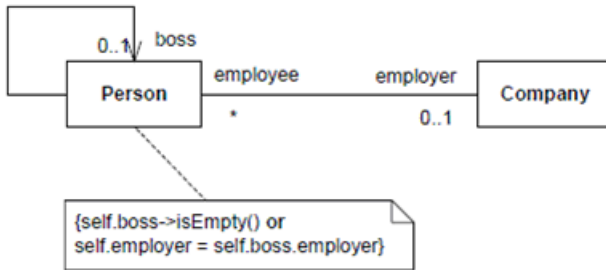 0..1 boss
Person
employee employer
Company
* 0..1
{self.boss->isEmpty() or
self.employer = self.boss.employer}